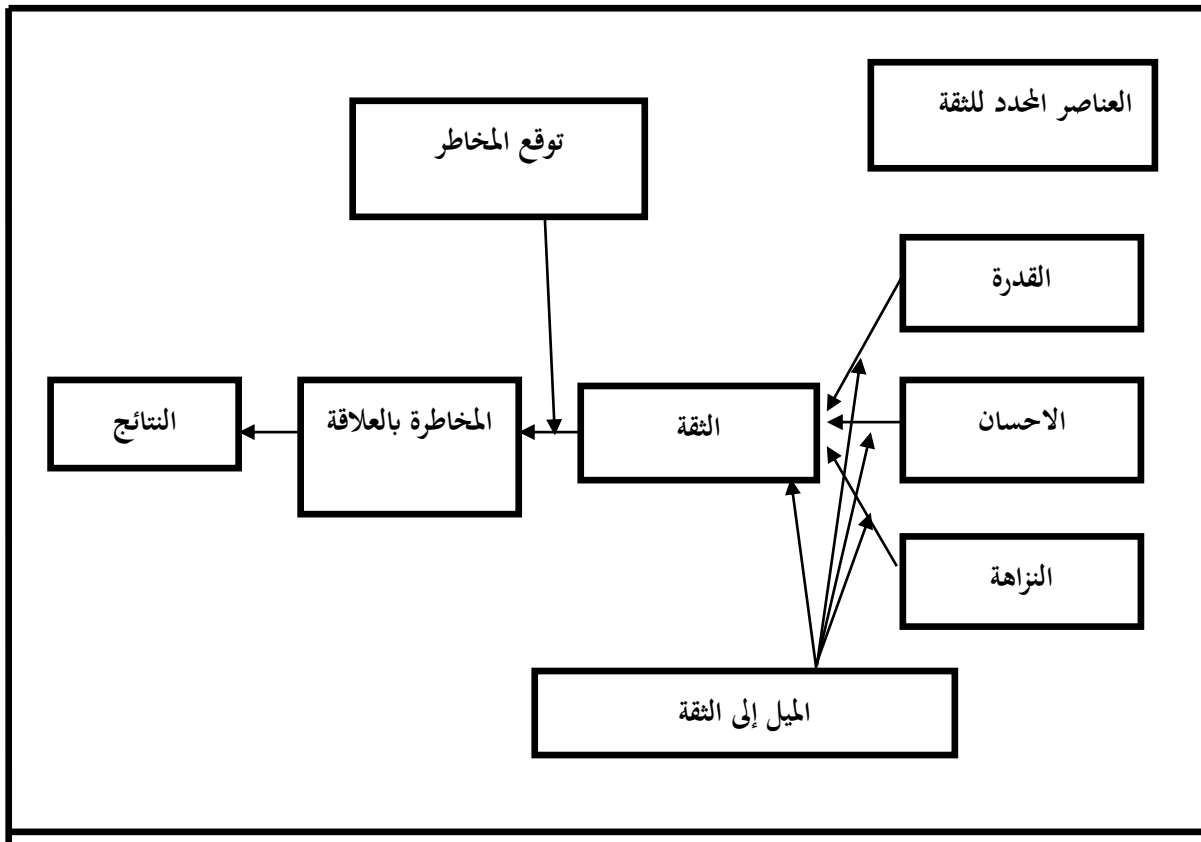 العناصر المحدد للثقة
توقع المخاطر
القدرة
الاحسان
الثقة
المخاطرة بالعلاقة
النتائج
النزاهة
الميل إلى الثقة